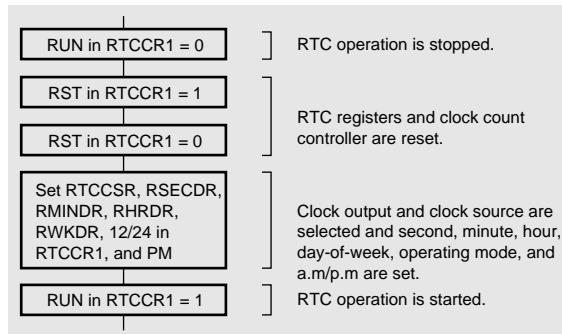 RUN in RTCCR1 = 0
RTC operation is stopped.
RST in RTCCR1 = 1
RST in RTCCR1 = 0
RTC registers and clock count
controller are reset.
Set RTCCSR, RSECDR,
RMINDR, RHRDR,
RWKDR, 12/24 in
RTCCR1, and PM
Clock output and clock source are
selected and second, minute, hour,
day-of-week, operating mode, and
a.m/p.m are set.
RUN in RTCCR1 = 1
RTC operation is started.